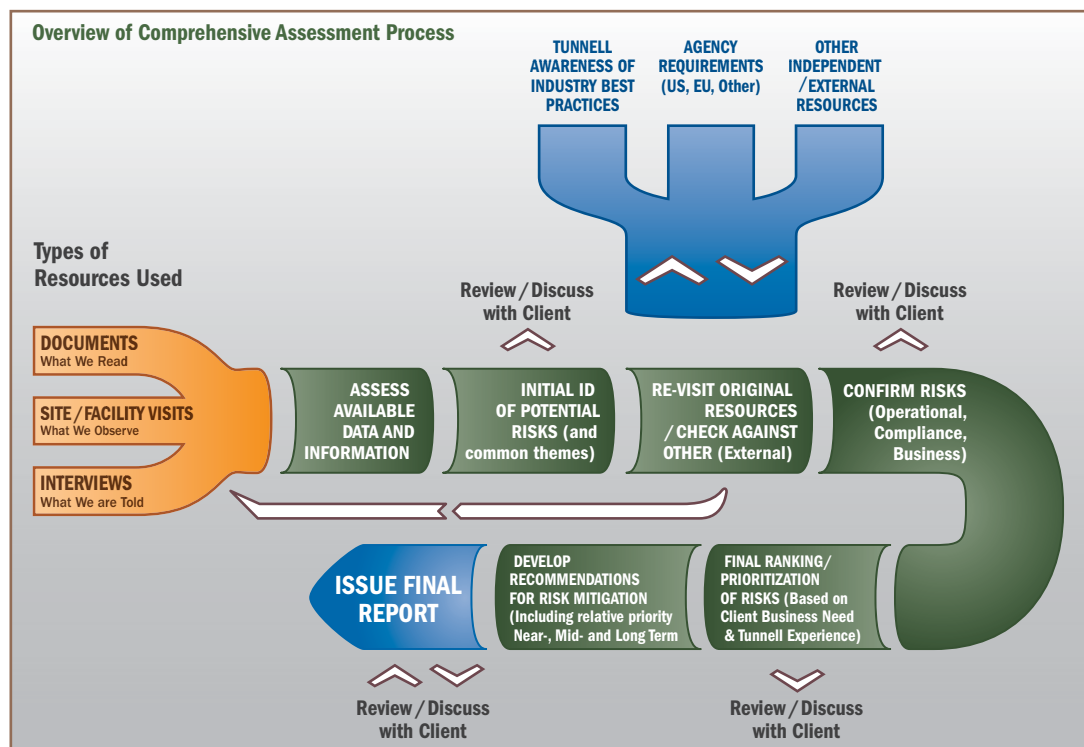 Overview of Comprehensive Assessment Process
TUNNELL
AWARENESS OF
INDUSTRY BEST
PRACTICES
AGENCY
REQUIREMENTS
(US, EU, Other)
OTHER
INDEPENDENT
/EXTERNAL
RESOURCES
Types of
Resources Used
Review / Discuss
with Client
Review / Discuss
with Client
DOCUMENTS
What We Read
SITE / FACILITY VISITS
What We Observe
INTERVIEWS
What We are Told
ASSESS
AVAILABLE
DATA AND
INFORMATION
INITIAL ID
OF POTENTIAL
RISKS (and
common themes)
RE-VISIT ORIGINAL
RESOURCES
/ CHECK AGAINST
OTHER (External)
CONFIRM RISKS
(Operational,
Compliance,
Business)
ISSUE FINAL
REPORT
DEVELOP
RECOMMENDATIONS
FOR RISK MITIGATION
(Including relative priority
Near-, Mid- and Long Term
FINAL RANKING/
PRIORITIZATION
OF RISKS (Based on
Client Business Need
& Tunnell Experience)
Review / Discuss
with Client
Review / Discuss
with Client